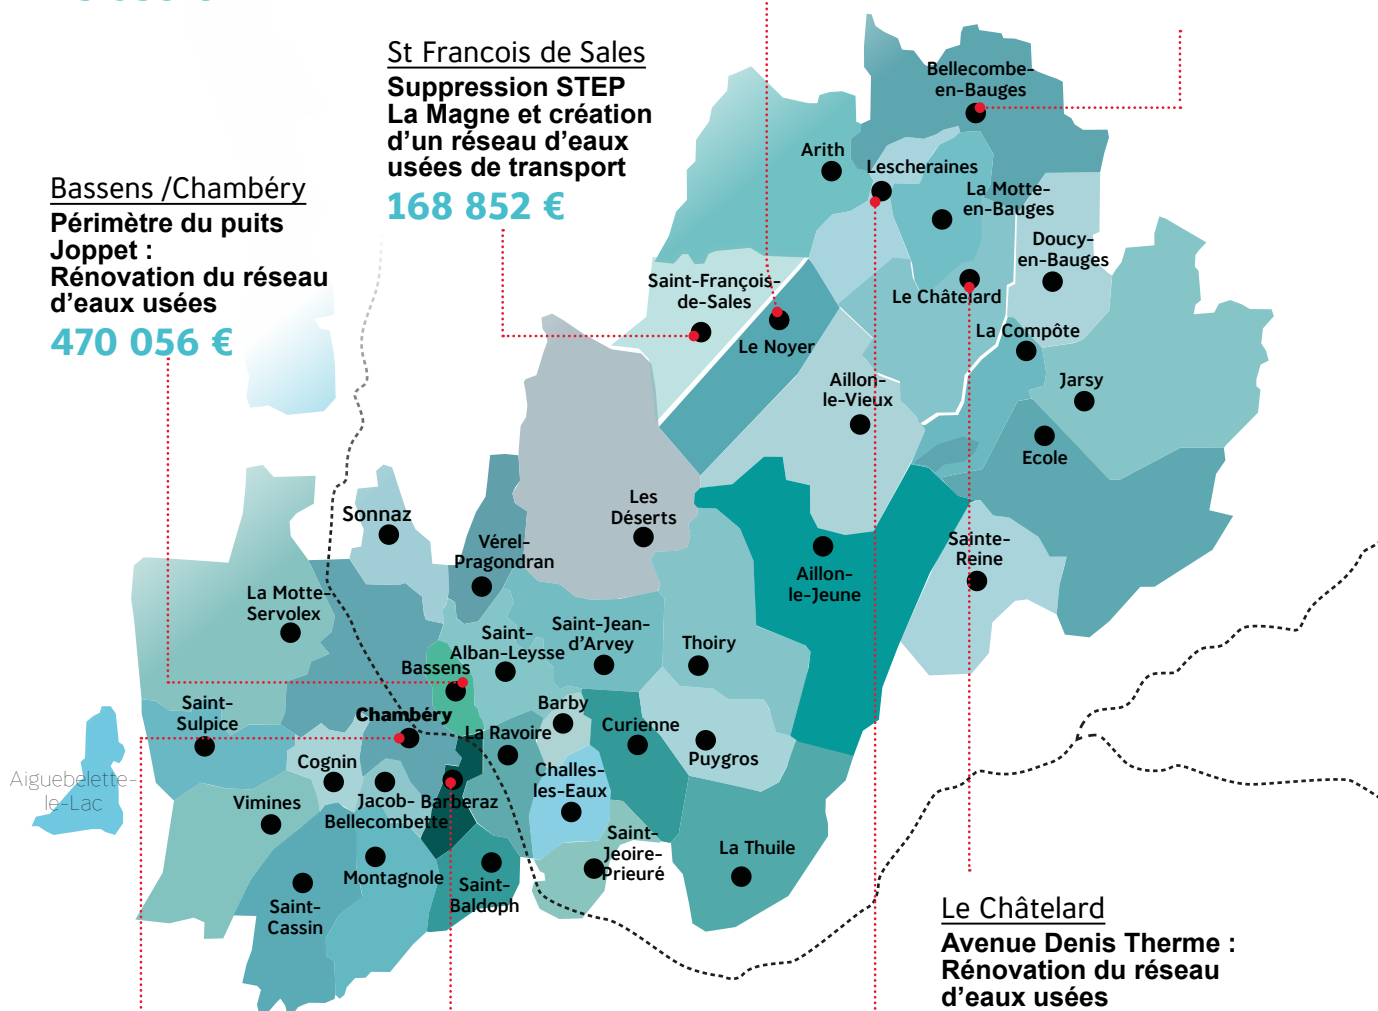 St Francois de Sales
Suppression STEP
La Magne et création
d'un réseau d'eaux
usées de transport
168 852 €
Bassens /Chambéry
Périmètre du puits
Joppet :
Rénovation du réseau
d'eaux usées
470 056 €
Bellecombe-
en-Bauges
Arith
Lescheraines
La Motte-
en-Bauges
Doucy-
en-Bauges
Saint-François-
de-Sales
Le Châtelard
Le Noyer
La Compôte
Aillon-
le-Vieux
Jarsy
Ecole
Les
Déserts
Sonnaz
Vérel-
Pragondran
Sainte-
Reine
Aillon-
le-Jeune
La Motte-
Servolex
Saint-
Alban-Leysse
Saint-Jean-
d'Arvey
Thoiry
Bassens
Saint-
Sulpice
Chambéry
Barby
La Ravoire
Curienne
Puygros
Aiguebelette-
le-Lac
Cognin
Challes-
les-Eaux
Vimines
Jacob-
Bellecombette
Barberaz
Saint-
Jeoire-
Prieuré
La Thuile
Montagnole
Saint-
Baldoph
Saint-
Cassin
Le Châtelard
Avenue Denis Therme :
Rénovation du réseau
d'eaux usées